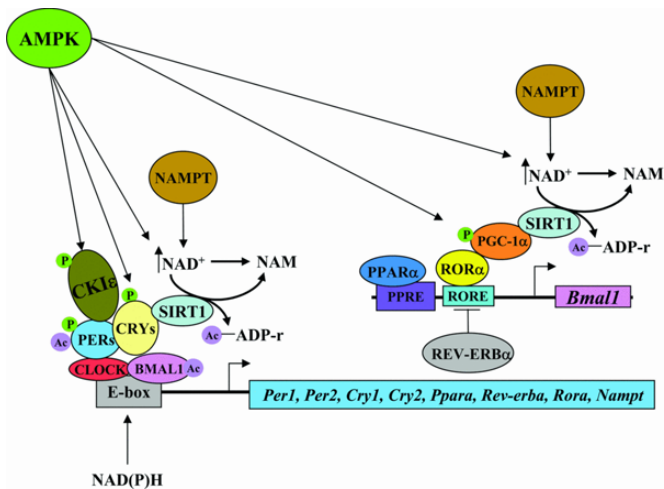 AMPK
NAMPT
NAD+
NAM
SIRT1
P
PGC-1α
Ac
ADP-r
PPARα
RORα
PPRE
RORE
Bmal1
REV-ERBα
NAMPT
P
CKIε
NAD+
NAM
P
CRYs
SIRT1
P
Ac
PERs
Ac
ADP-r
CLOCK
BMAL1
Ac
E-box
Per1, Per2, Cry1, Cry2, Ppara, Rev-erba, Rora, Nampt
NAD(P)H